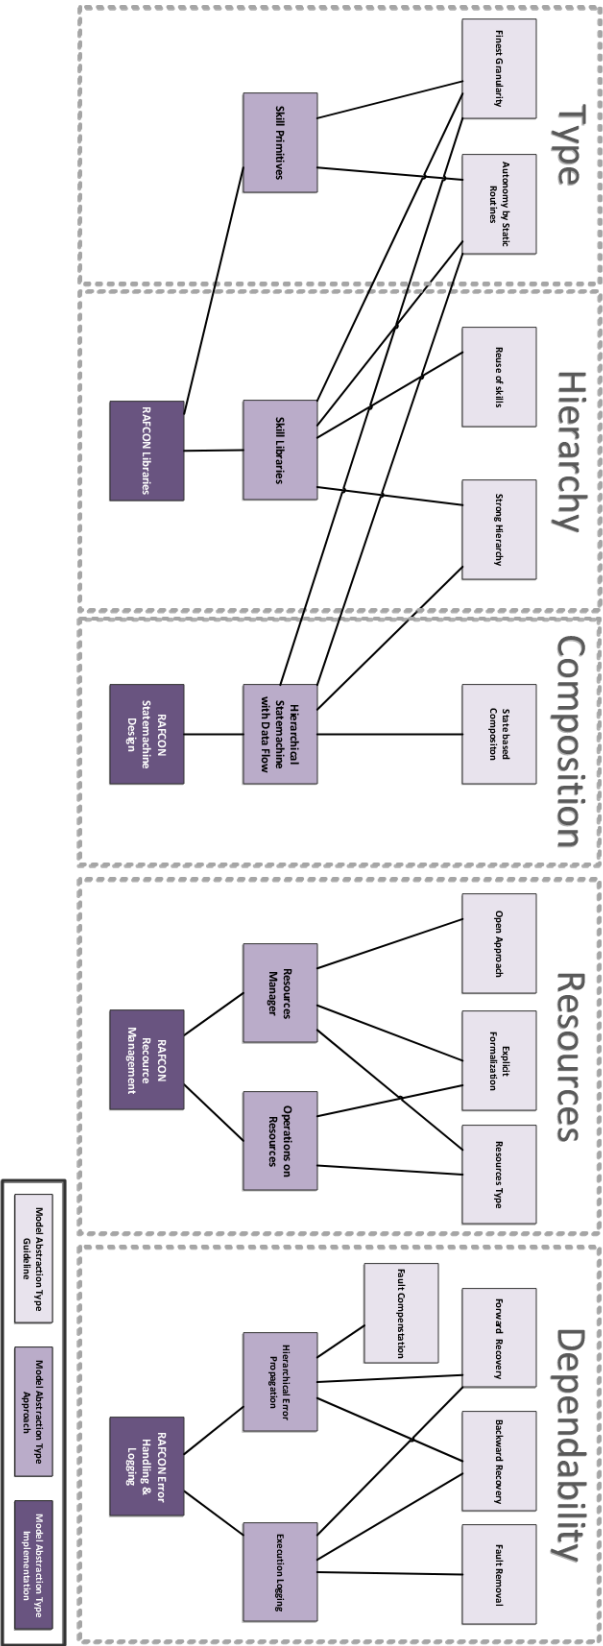 Type
Finest Granularity
Autonomy by Static
Routines
Skill Primitives
Hierarchy
Reuse of skills
Strong Hierarchy
Skill Libraries
RAFCON Libraries
Composition
State based
Compositon
Hierarchical
Statemachine
with Data Flow
RAFCON
Statemachine
Design
Resources
Open Approach
Explicit
Formalization
Resources Type
Resources
Manager
Operations on
Resources
RAFCON
Recource
Management
Dependability
Forward Recovery
Backward Recovery
Fault Removal
Fault Compenstation
Hierarchical Error
Propagation
Execution Logging
RAFCON Error
Handling &
Logging
Model Abstraction Type
Guideline
Model Abstraction Type
Approach
Model Abstraction Type
Implementation